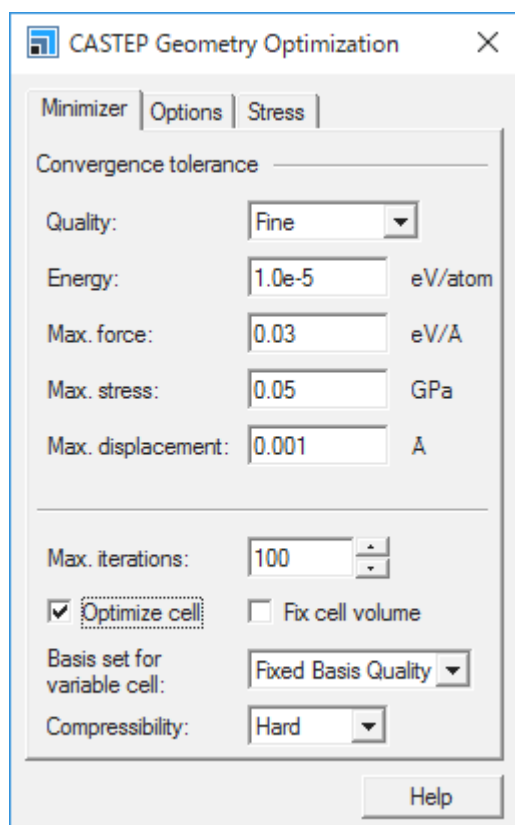 CASTEP Geometry Optimization
Minimizer Options Stress
Convergence tolerance
Quality: Fine
Energy: 1.0e-5 eV/atom
Max. force: 0.03 eV/Å
Max. stress: 0.05 GPa
Max. displacement: 0.001 Å
Max. iterations: 100
Optimize cell Fix cell volume
Basis set for
variable cell: Fixed Basis Quality
Compressibility: Hard
Help